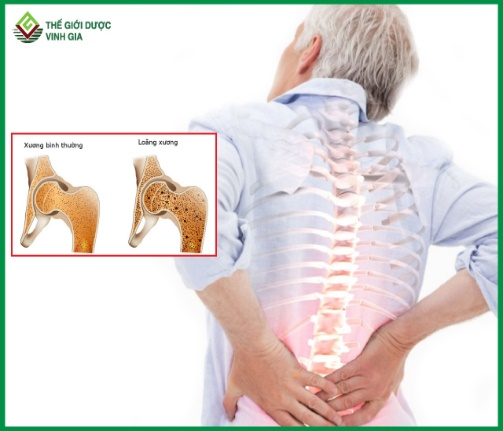 THẾ GIỚI DƯỢC
VINH GIA
Xương bình thường
Loãng xương